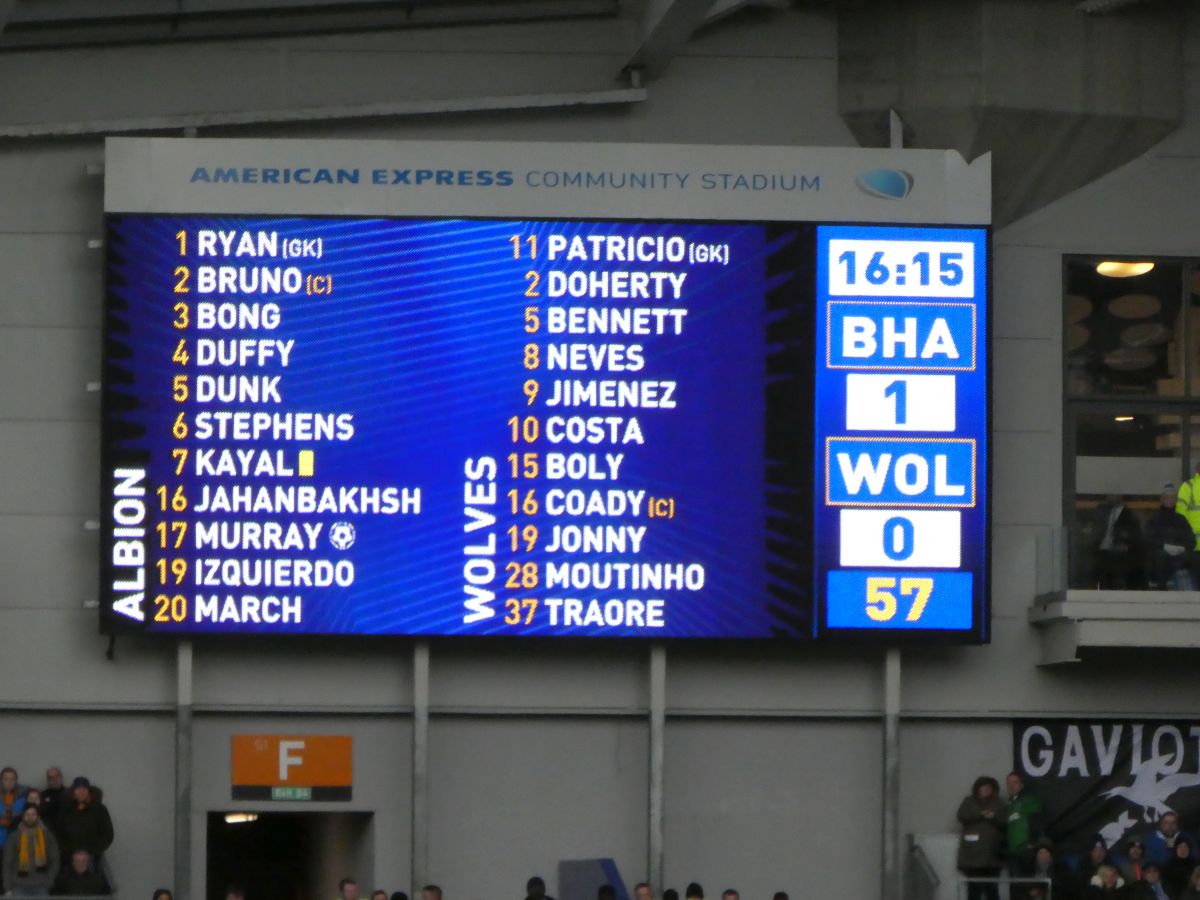 AMERICAN EXPRESS COMMUNITY STADIUM
ALBION
1 RYAN (GK)
2 BRUNO (C)
3 BONG
4 DUFFY
5 DUNK
6 STEPHENS
7 KAYAL
16 JAHANBAKHSH
17 MURRAY
19 IZQUIERDO
20 MARCH
WOLVES
11 PATRICIO (GK)
2 DOHERTY
5 BENNETT
8 NEVES
9 JIMENEZ
10 COSTA
15 BOLY
16 COADY (C)
19 JONNY
28 MOUTINHO
37 TRAORE
16:15
BHA
1
WOL
0
57
F
GAVIOT